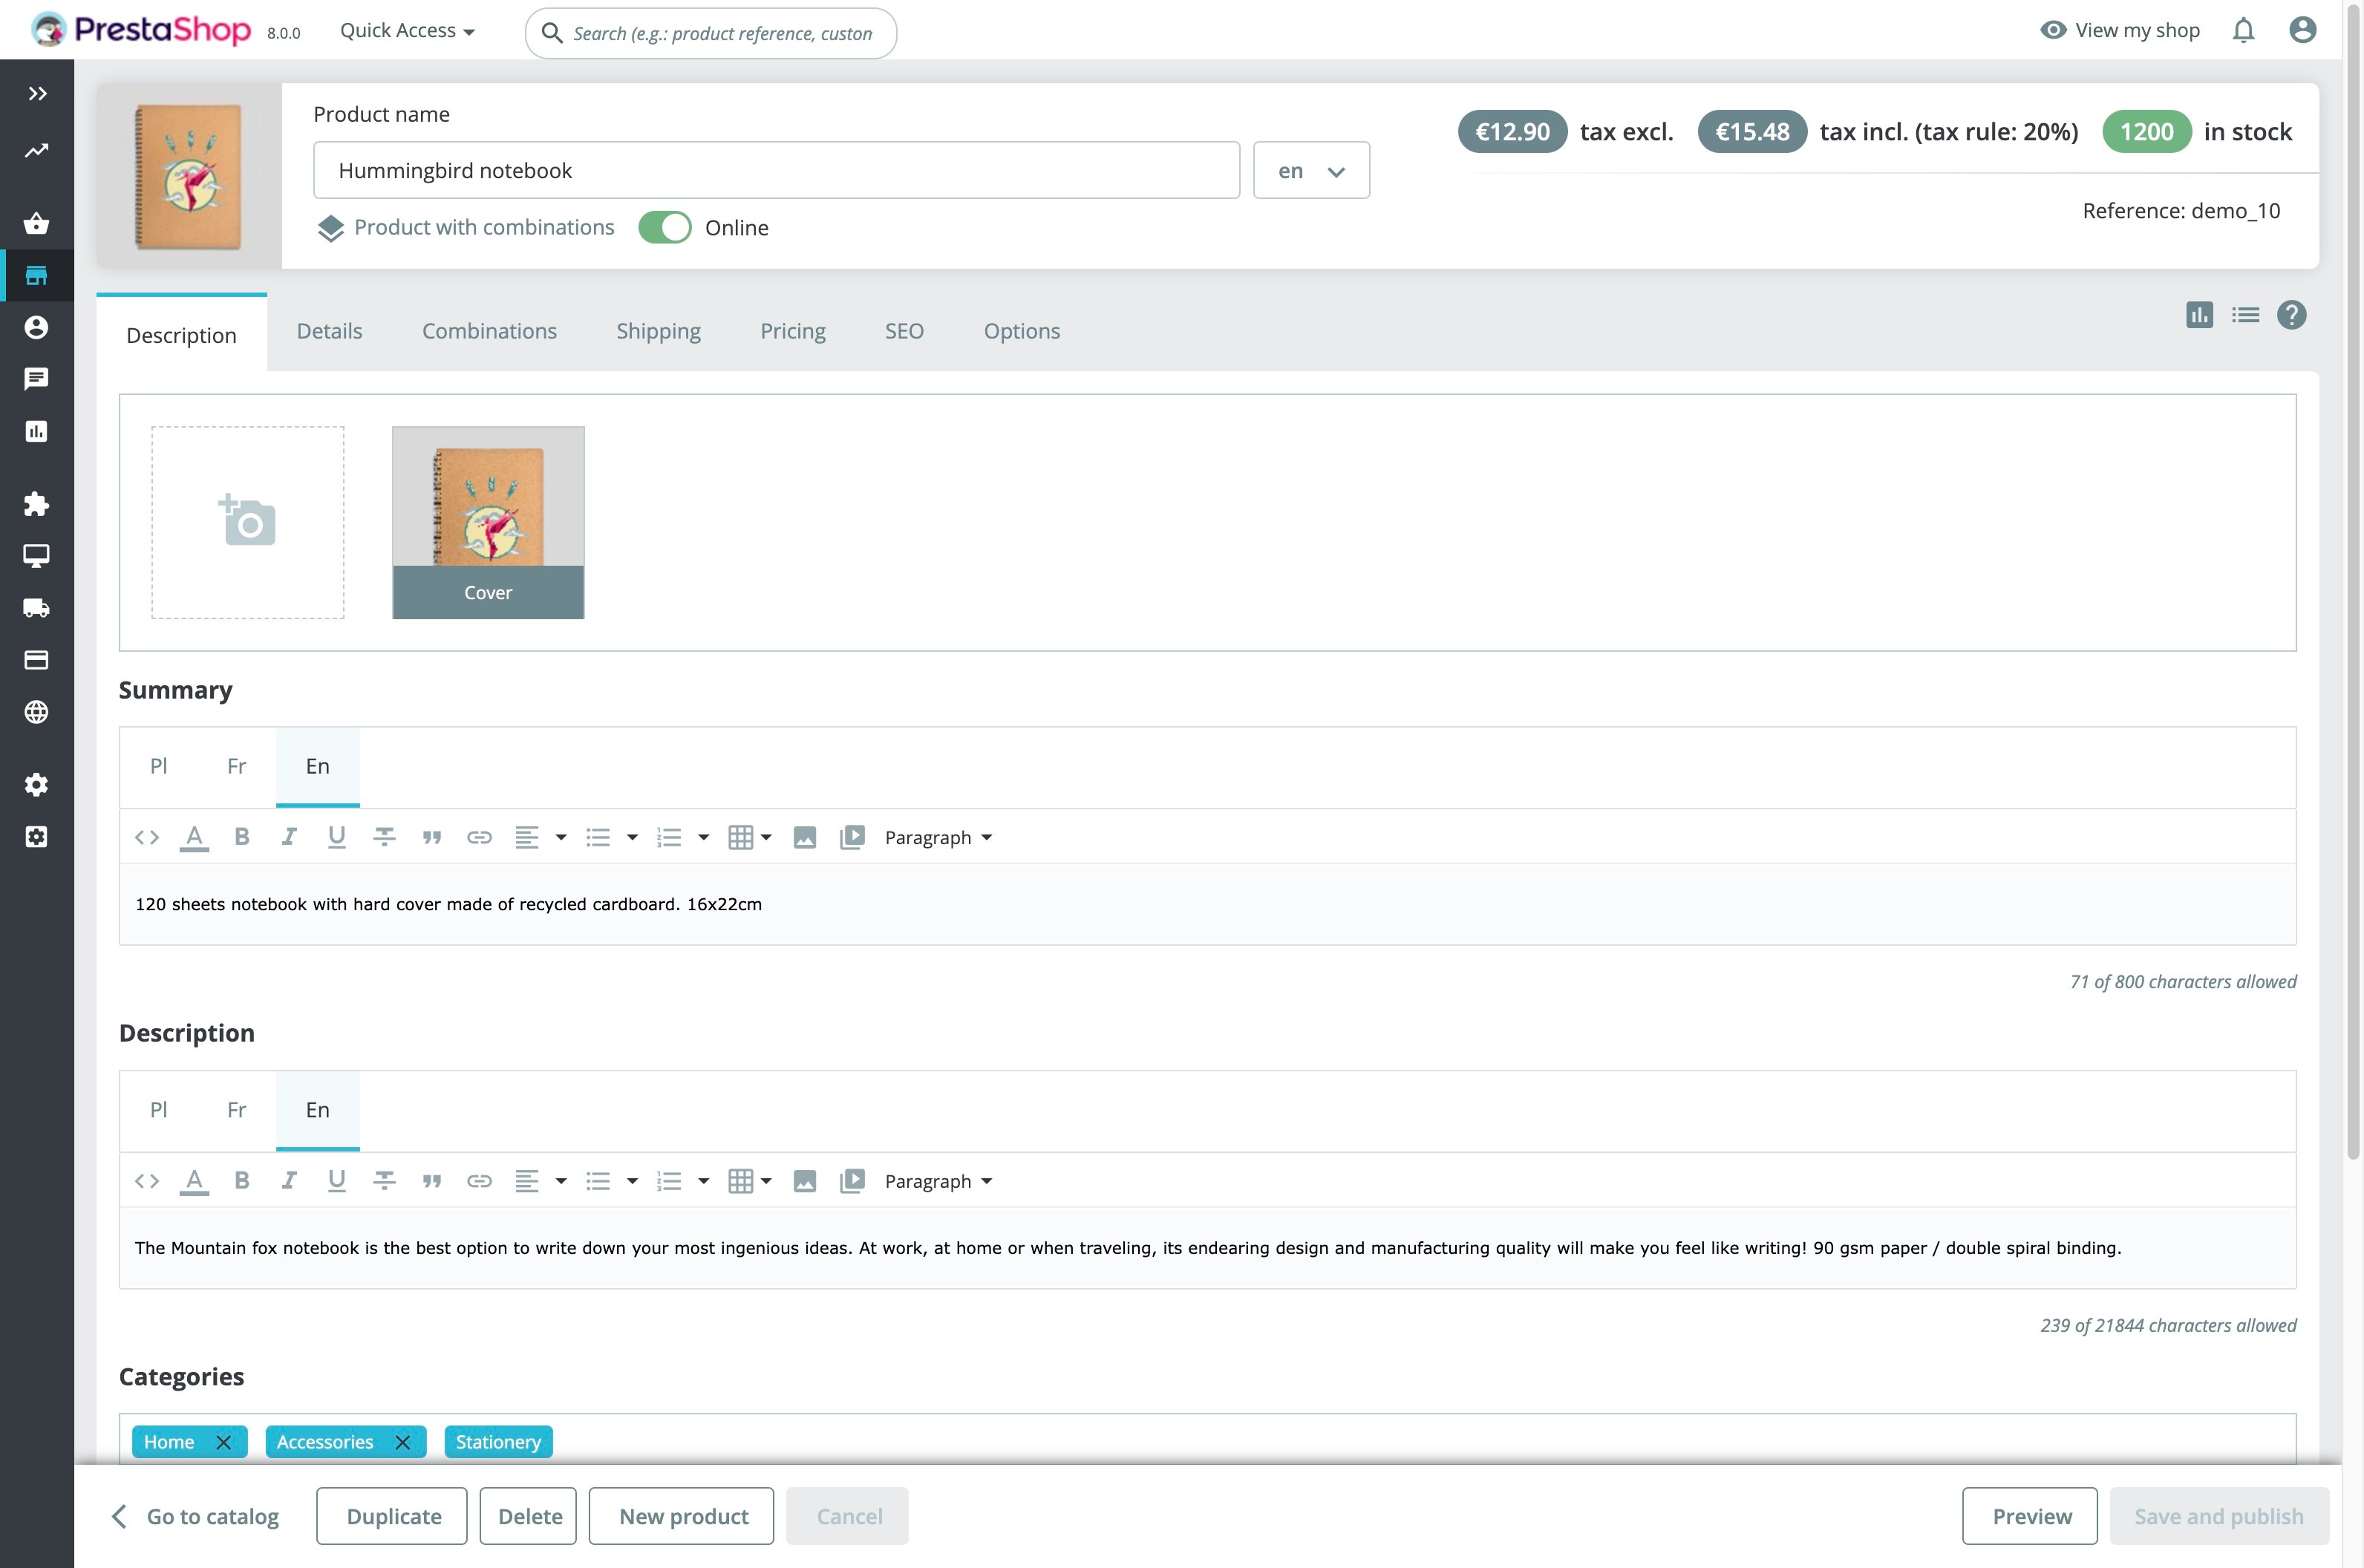 PrestaShop 8.0.0 Quick Access Search (e.g.: product reference, custon View my shop
Product name
€12.90 tax excl. €15.48 tax incl. (tax rule: 20%) 1200 in stock
Hummingbird notebook en
Reference: demo_10
Product with combinations Online
Description Details Combinations Shipping Pricing SEO Options
Cover
Summary
Pl Fr En
Paragraph
120 sheets notebook with hard cover made of recycled cardboard. 16x22cm
71 of 800 characters allowed
Description
Pl Fr En
Paragraph
The Mountain fox notebook is the best option to write down your most ingenious ideas. At work, at home or when traveling, its endearing design and manufacturing quality will make you feel like writing! 90 gsm paper / double spiral binding.
239 of 21844 characters allowed
Categories
Home Accessories Stationery
Go to catalog Duplicate Delete New product Cancel Preview Save and publish